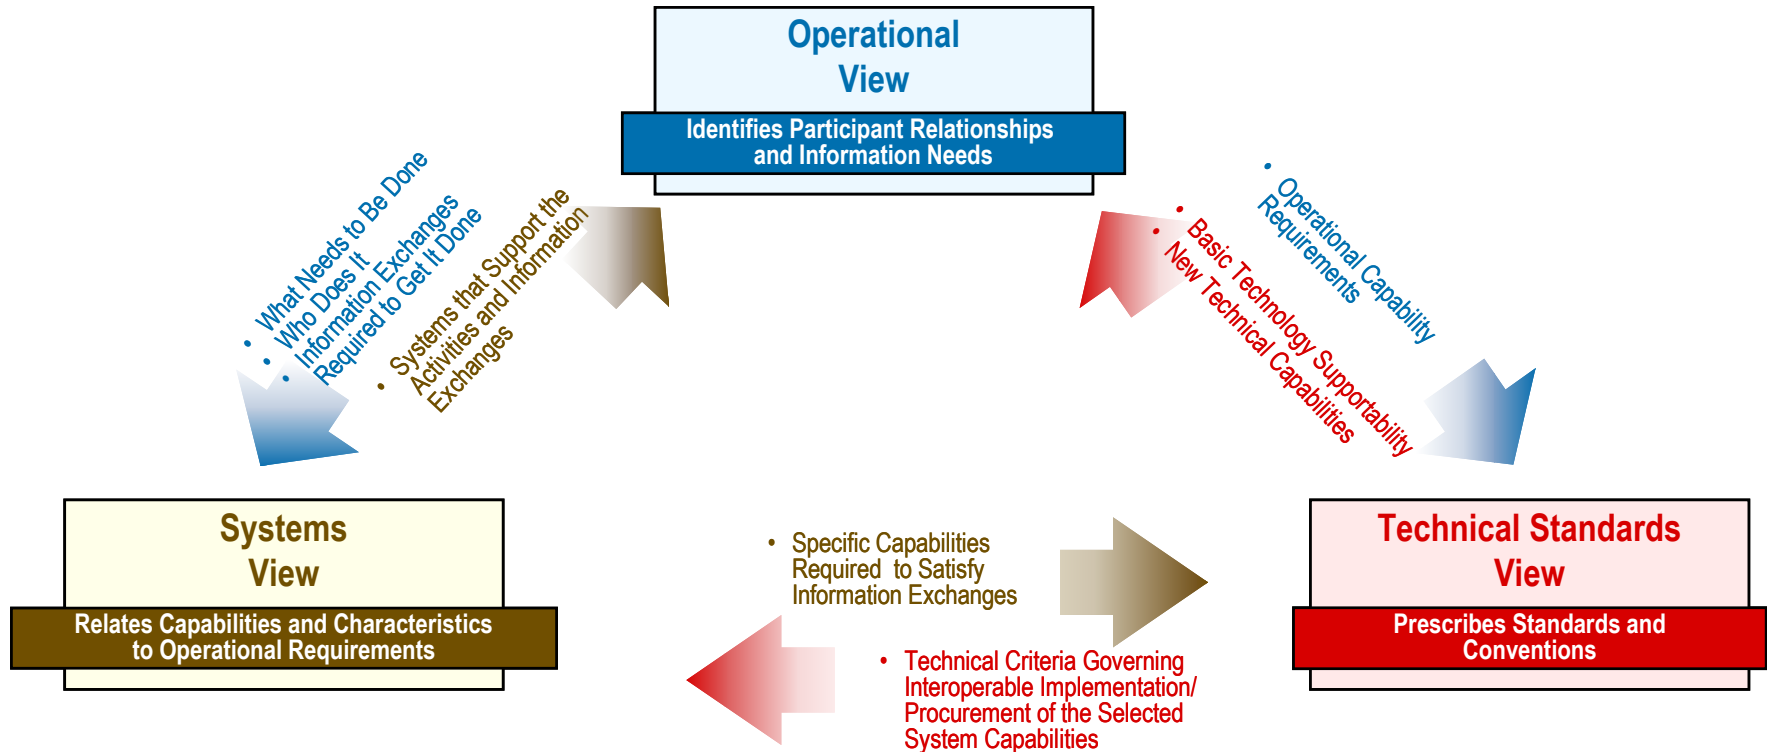 Operational
View
Identifies Participant Relationships
and Information Needs
• What Needs to Be Done
• Who Does It
• Information Exchanges
Required to Get It Done
• Systems that Support the
Activities and Information
Exchanges
• Operational Capability
Requirements
• Basic Technology Supportability
• New Technical Capabilities
Systems
View
Relates Capabilities and Characteristics
to Operational Requirements
• Specific Capabilities
Required to Satisfy
Information Exchanges
• Technical Criteria Governing
Interoperable Implementation/
Procurement of the Selected
System Capabilities
Technical Standards
View
Prescribes Standards and
Conventions